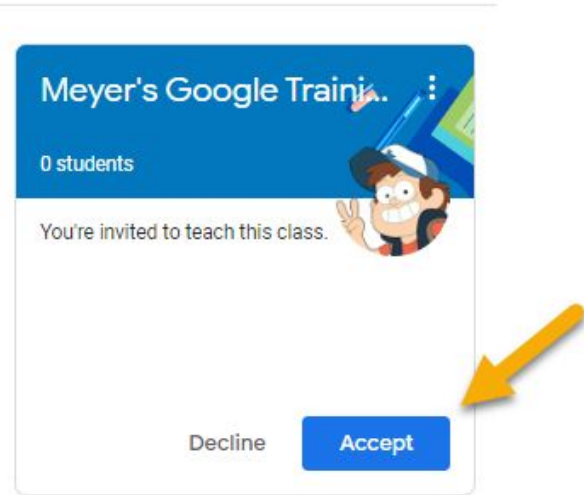 Meyer's Google Traini...
0 students
You're invited to teach this class.
Decline Accept